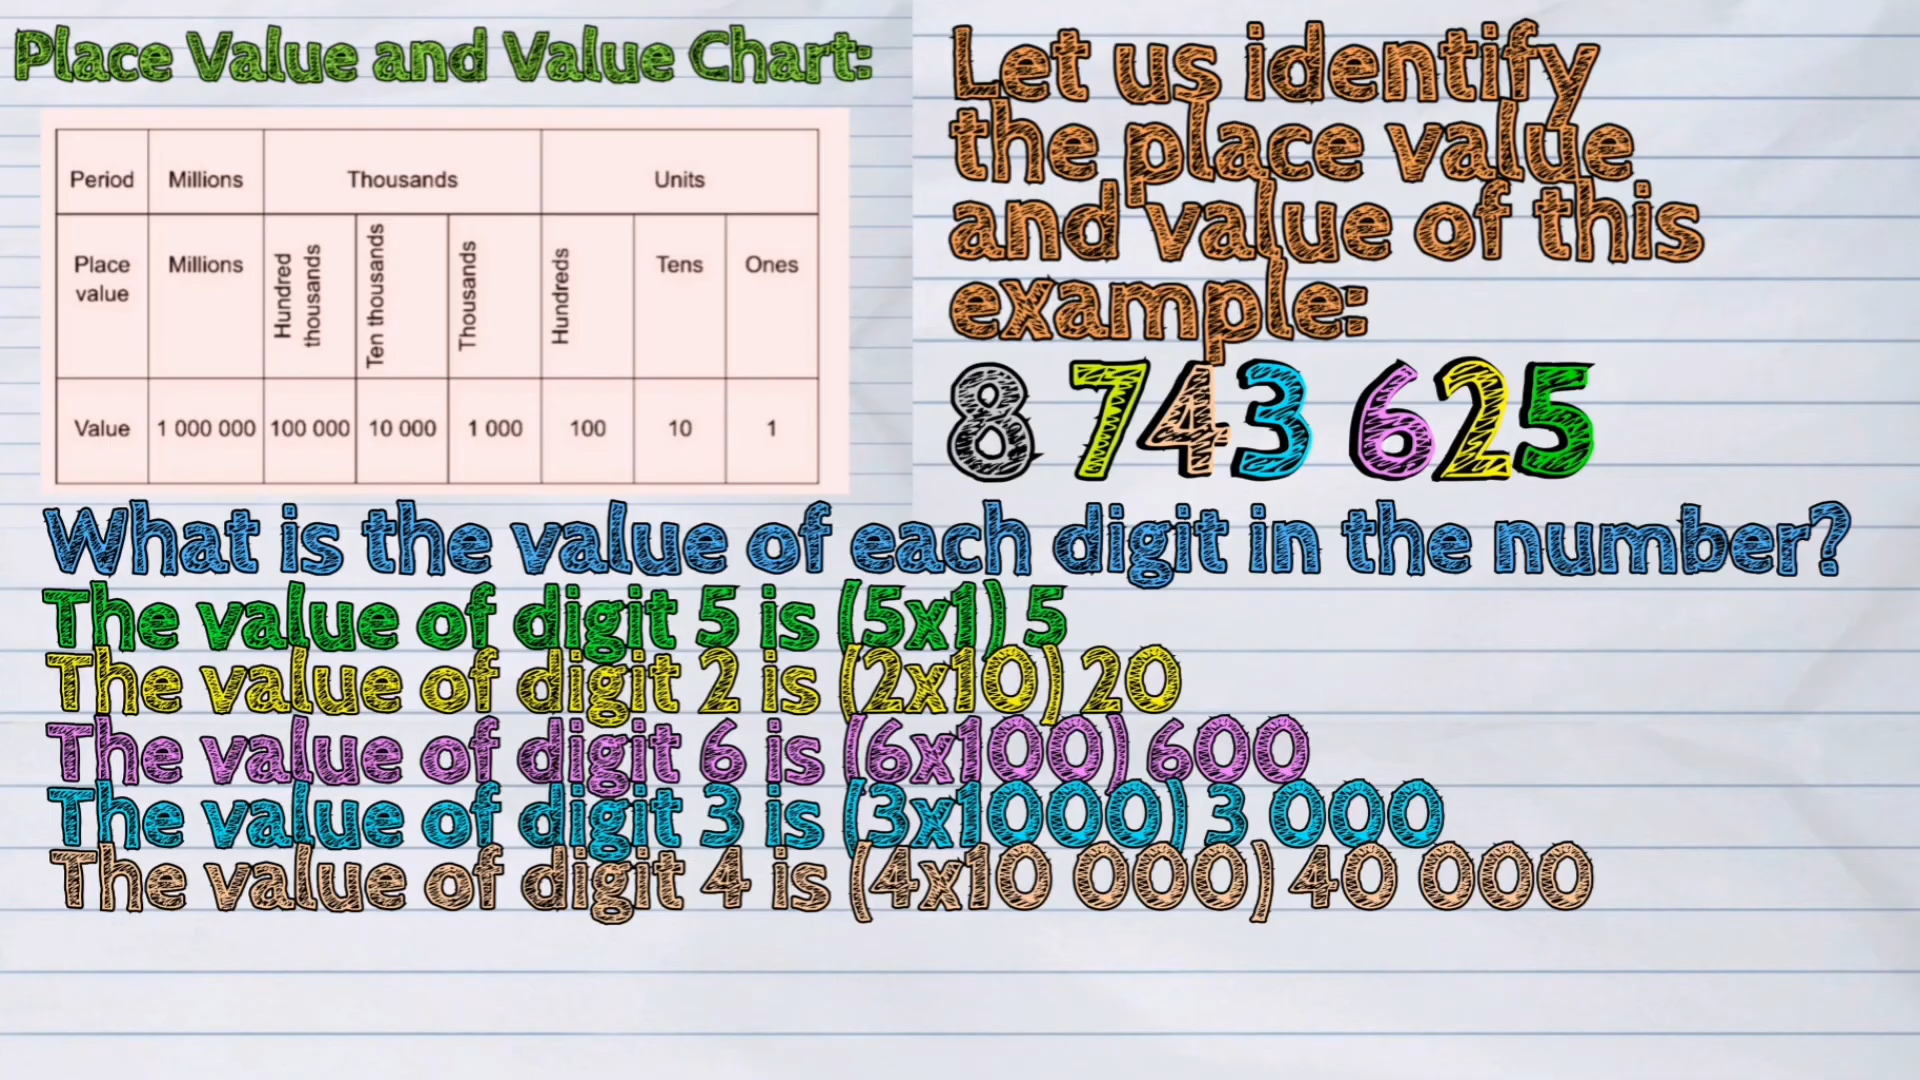 Place Value and Value Chart:
Period Millions Thousands Units
Place value Millions Hundred thousands Ten thousands Thousands Hundreds Tens Ones
Value 1 000 000 100 000 10 000 1 000 100 10 1
Let us identify
the place value
and value of this
example:
8 743 625
What is the value of each digit in the number?
The value of digit 5 is (5x1) 5
The value of digit 2 is (2x10) 20
The value of digit 6 is (6x100) 600
The value of digit 3 is (3x1000) 3 000
The value of digit 4 is (4x10 000) 40 000